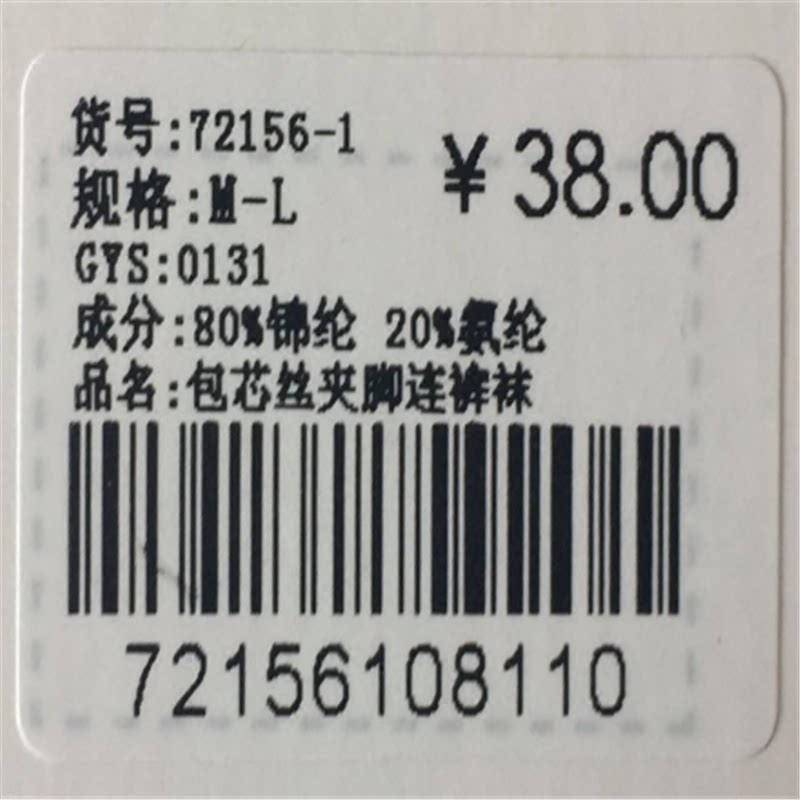 货号:72156-1
¥38.00
规格:M-L
GYS:0131
成分:80%锦纶 20%氨纶
品名:包芯丝夹脚连裤袜
72156108110